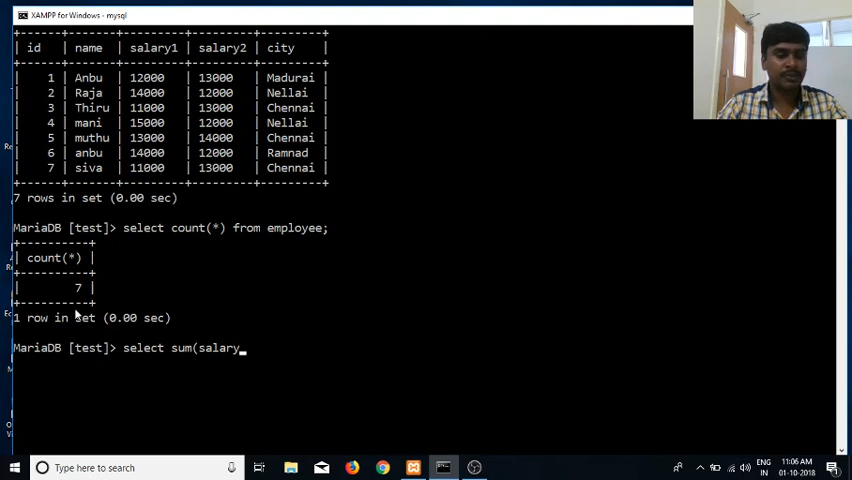 XAMPP for Windows - mysql
+------+-------+---------+---------+---------+
| id | name | salary1 | salary2 | city |
+------+-------+---------+---------+---------+
| 1 | Anbu | 12000 | 13000 | Madurai |
| 2 | Raja | 14000 | 12000 | Nellai |
| 3 | Thiru | 11000 | 13000 | Chennai |
| 4 | mani | 15000 | 12000 | Nellai |
| 5 | muthu | 13000 | 14000 | Chennai |
| 6 | anbu | 14000 | 12000 | Ramnad |
| 7 | siva | 11000 | 13000 | Chennai |
+------+-------+---------+---------+---------+
7 rows in set (0.00 sec)
MariaDB [test]> select count(*) from employee;
+----------+
| count(*) |
+----------+
| 7 |
+----------+
1 row in set (0.00 sec)
MariaDB [test]> select sum(salary_
Type here to search
ENG
IN
11:06 AM
01-10-2018